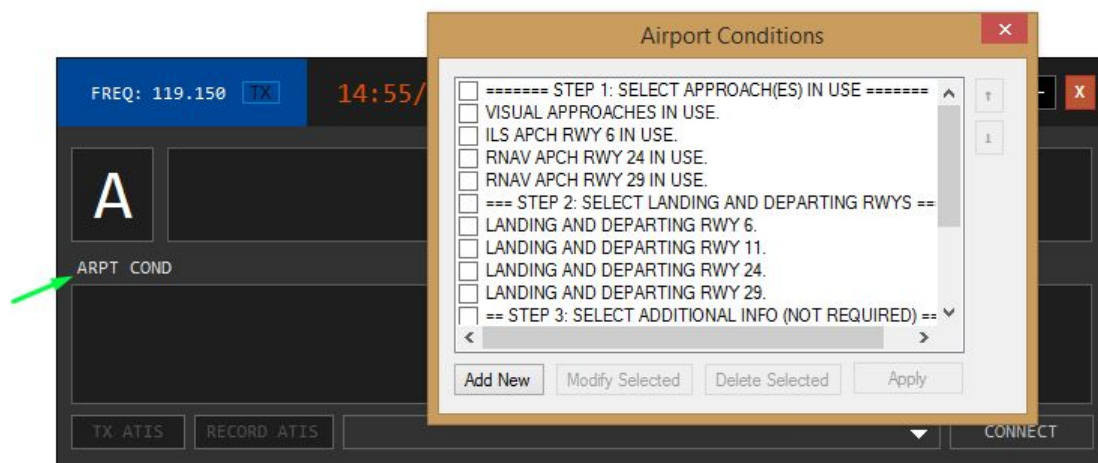 Airport Conditions
FREQ: 119.150 TX 14:55/
- X
======= STEP 1: SELECT APPROACH(ES) IN USE =======
VISUAL APPROACHES IN USE.
ILS APCH RWY 6 IN USE.
RNAV APCH RWY 24 IN USE.
RNAV APCH RWY 29 IN USE.
=== STEP 2: SELECT LANDING AND DEPARTING RWYS ==
LANDING AND DEPARTING RWY 6.
LANDING AND DEPARTING RWY 11.
LANDING AND DEPARTING RWY 24.
LANDING AND DEPARTING RWY 29.
== STEP 3: SELECT ADDITIONAL INFO (NOT REQUIRED) ==
Add New Modify Selected Delete Selected Apply
A
ARPT COND
TX ATIS RECORD ATIS CONNECT